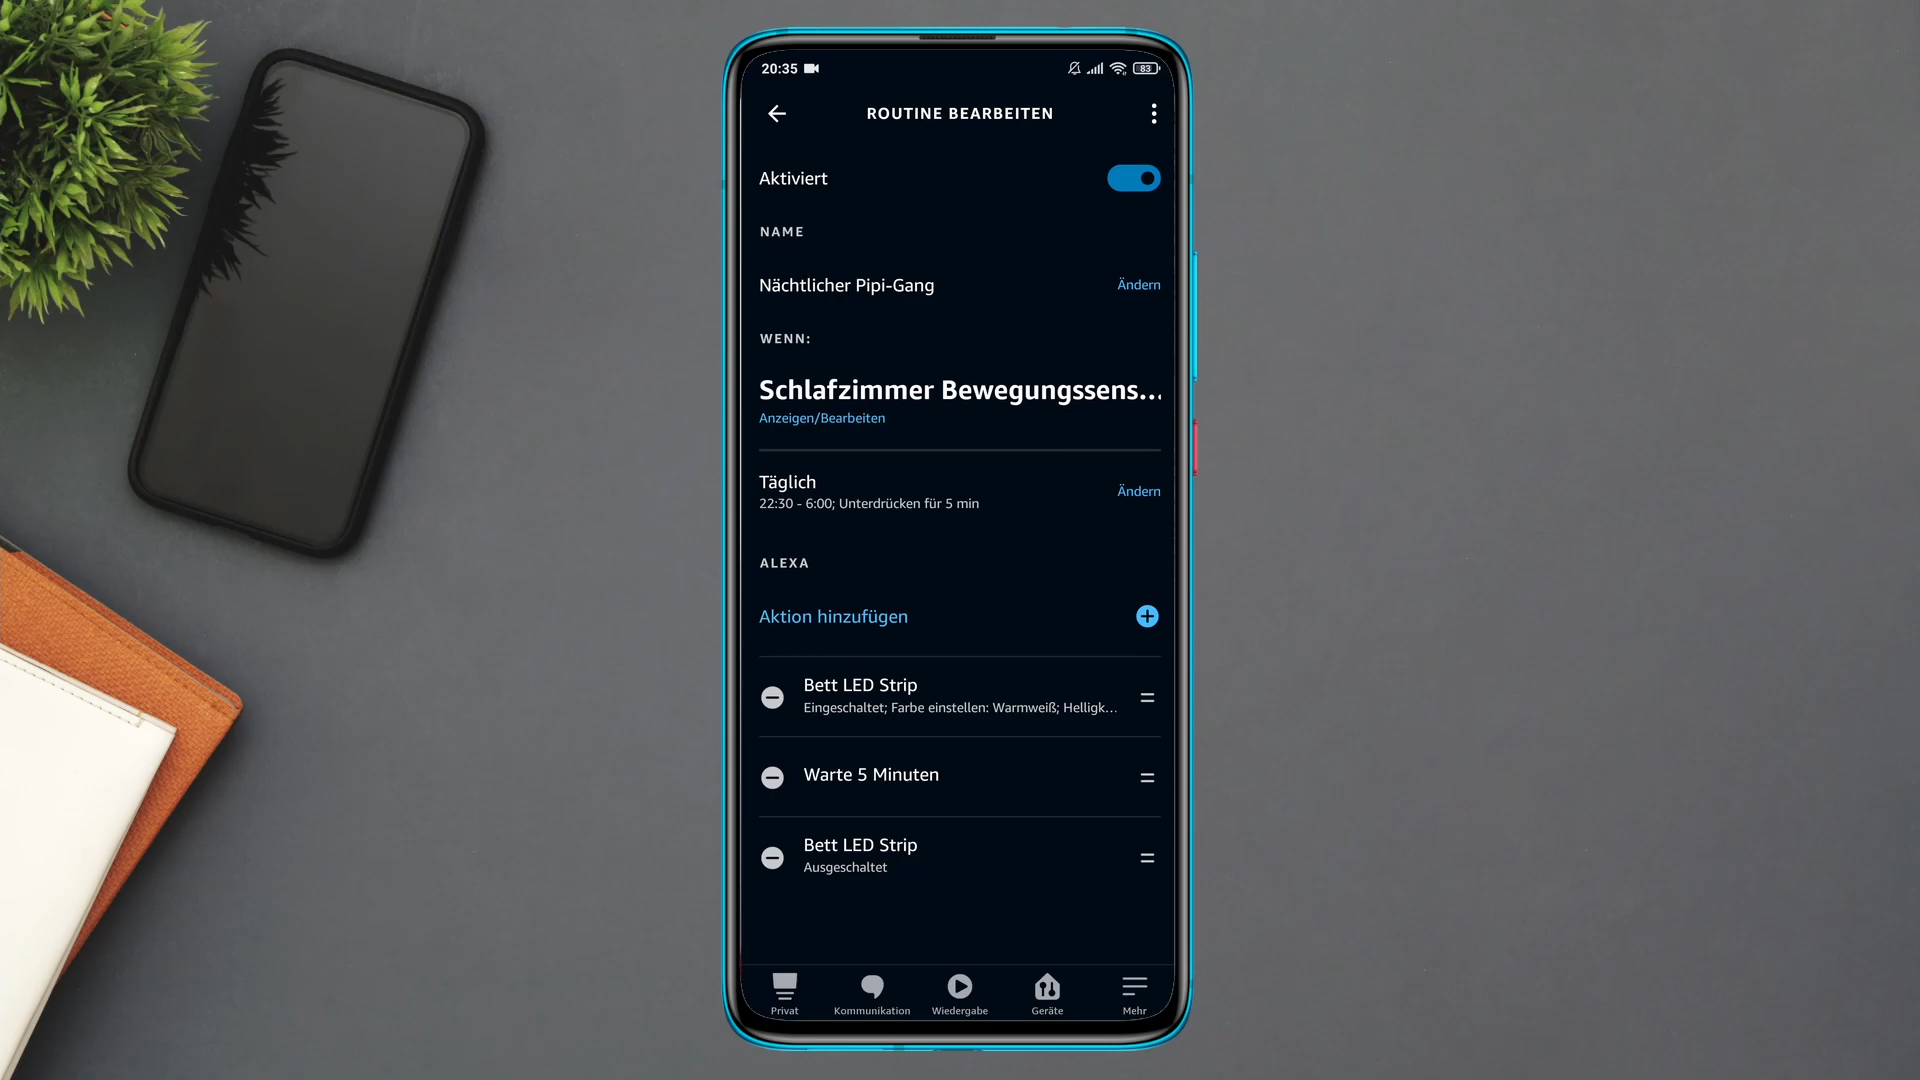 20:35
83
ROUTINE BEARBEITEN
Aktiviert
NAME
Nächtlicher Pipi-Gang
Ändern
WENN:
Schlafzimmer Bewegungssens...
Anzeigen/Bearbeiten
Täglich
22:30 - 6:00; Unterdrücken für 5 min
Ändern
ALEXA
Aktion hinzufügen
Bett LED Strip
Eingeschaltet; Farbe einstellen: Warmweiß; Helligk...
Warte 5 Minuten
Bett LED Strip
Ausgeschaltet
Privat
Kommunikation
Wiedergabe
Geräte
Mehr